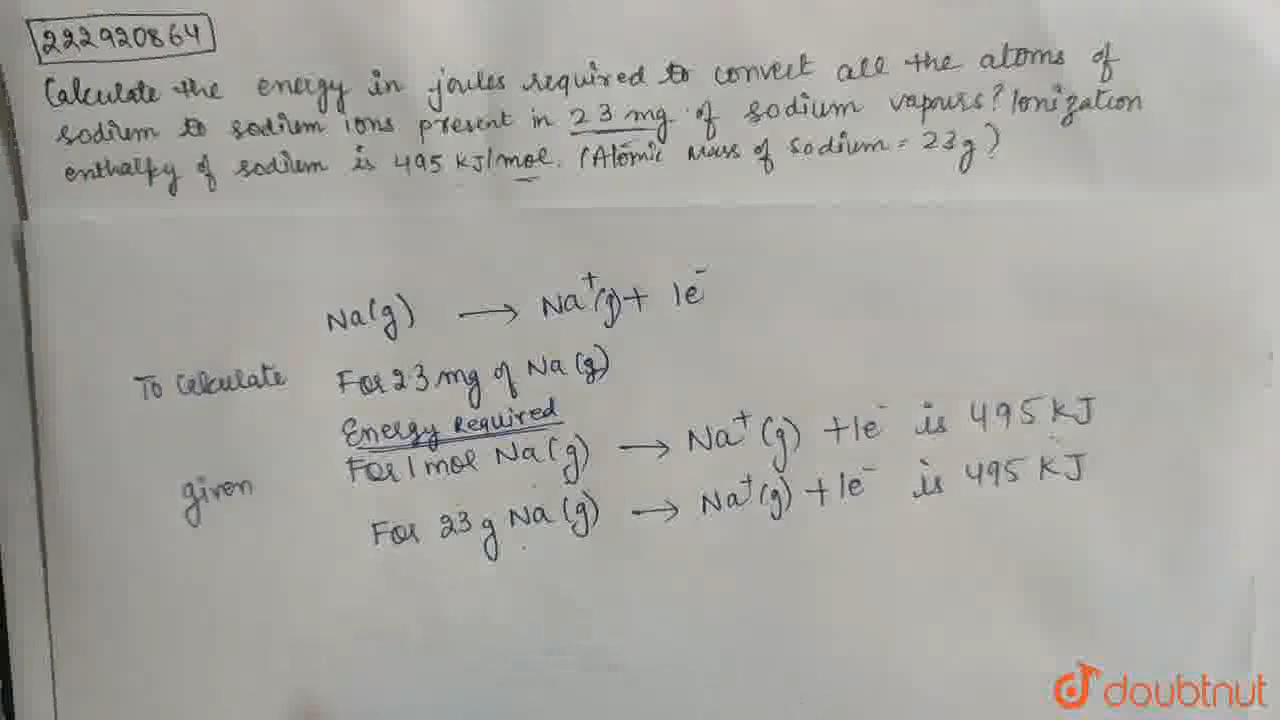 222920864
Calculate the energy in joules required to convert all the atoms of
sodium to sodium ions present in 23 mg of sodium vapours? Ionization
enthalpy of sodium is 495 KJ/mol. (Atomic Mass of Sodium = 23g)
Na(g) → Na⁺(g) + 1e⁻
To Calculate For 23 mg of Na(g)
Energy Required
For 1 mol Na(g) → Na⁺(g) + 1e⁻ is 495 KJ
given
For 23 g Na(g) → Na⁺(g) + 1e⁻ is 495 KJ
doubtnut